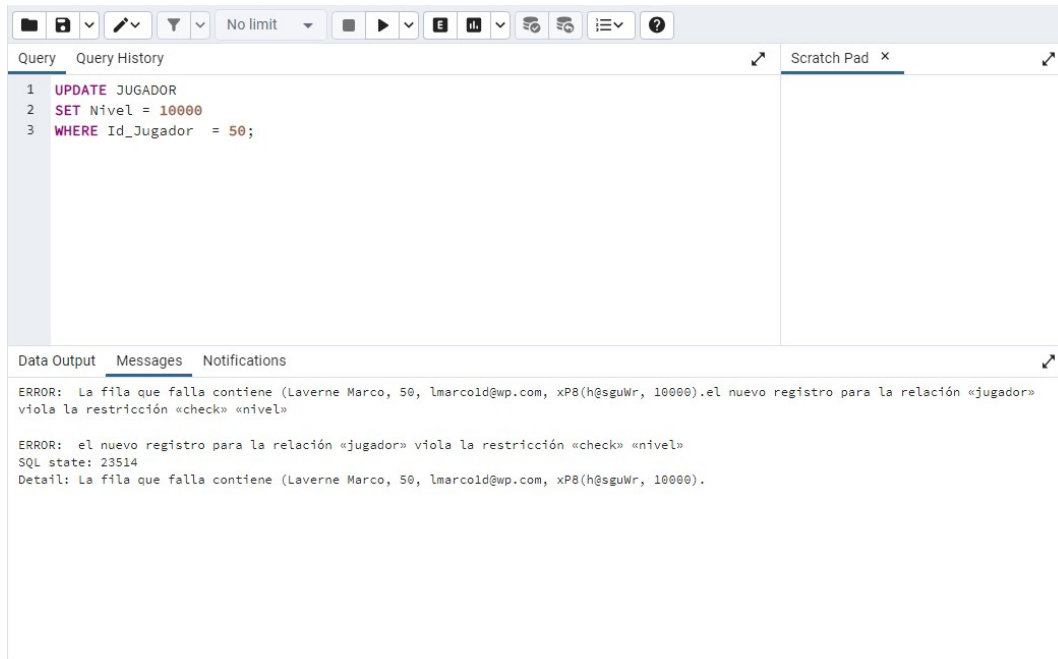 No limit
E
Query Query History
Scratch Pad ×
1 UPDATE JUGADOR
2 SET Nivel = 10000
3 WHERE Id_Jugador  = 50;
Data Output Messages Notifications
ERROR:  La fila que falla contiene (Laverne Marco, 50, lmarco1d@wp.com, xP8(h@sguWr, 10000).el nuevo registro para la relación «jugador»
viola la restricción «check» «nivel»
ERROR:  el nuevo registro para la relación «jugador» viola la restricción «check» «nivel»
SQL state: 23514
Detail: La fila que falla contiene (Laverne Marco, 50, lmarco1d@wp.com, xP8(h@sguWr, 10000).